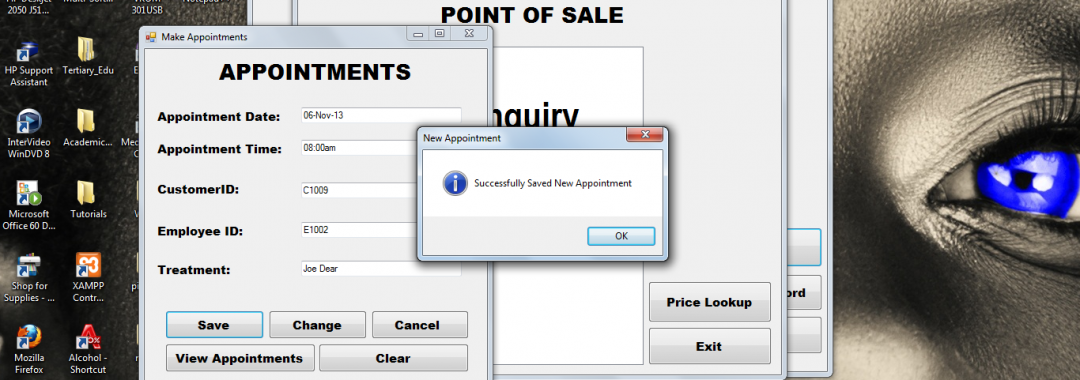 2050 J51...
301USB
HP Support
Assistant
Tertiary_Edu
InterVideo
WinDVD 8
Academic...
Microsoft
Office 60 D...
Tutorials
Shop for
Supplies - ...
XAMPP
Contr...
Mozilla
Firefox
Alcohol -
Shortcut
POINT OF SALE
nquiry
Price Lookup
Exit
ord
Make Appointments
APPOINTMENTS
Appointment Date:
06-Nov-13
Appointment Time:
08:00am
CustomerID:
C1009
Employee ID:
E1002
Treatment:
Joe Dear
Save
Change
Cancel
View Appointments
Clear
New Appointment
Successfully Saved New Appointment
OK